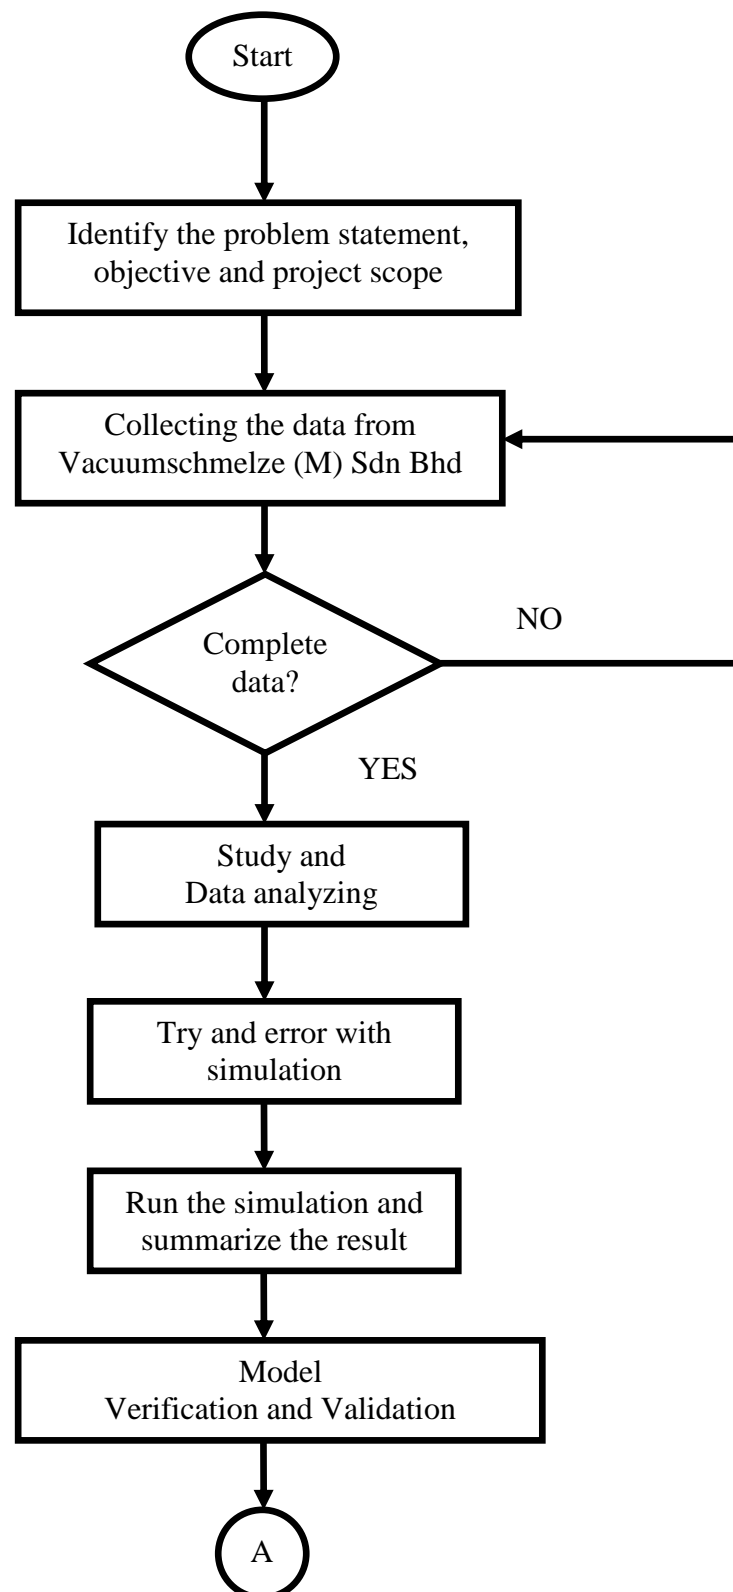 Start
Identify the problem statement,
objective and project scope
Collecting the data from
Vacuumschmelze (M) Sdn Bhd
Complete
data?
NO
YES
Study and
Data analyzing
Try and error with
simulation
Run the simulation and
summarize the result
Model
Verification and Validation
A